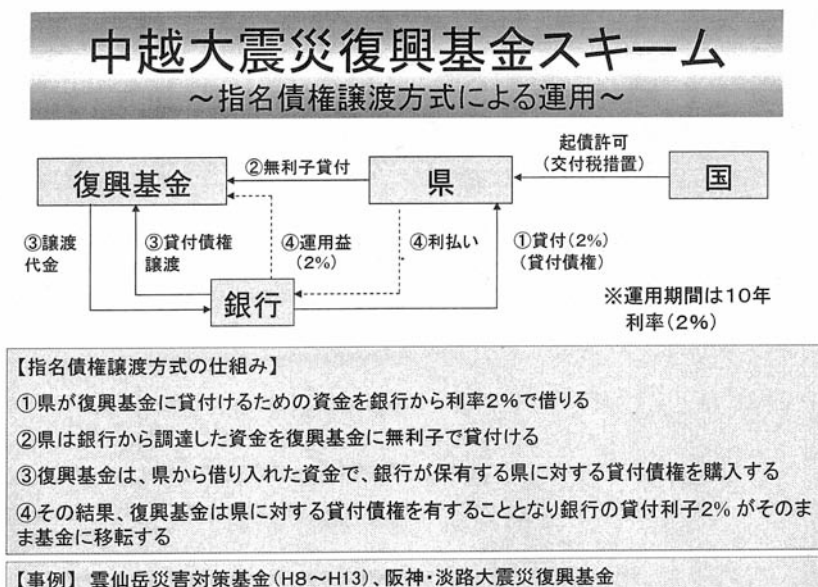 中越大震災復興基金スキーム
～指名債権譲渡方式による運用～
起債許可
(交付税措置)
②無利子貸付
復興基金
県
国
③譲渡
代金
③貸付債権
譲渡
④運用益
(2%)
④利払い
①貸付(2%)
(貸付債権)
銀行
※運用期間は10年
利率(2%)
【指名債権譲渡方式の仕組み】
①県が復興基金に貸付けるための資金を銀行から利率2%で借りる
②県は銀行から調達した資金を復興基金に無利子で貸付ける
③復興基金は、県から借り入れた資金で、銀行が保有する県に対する貸付債権を購入する
④その結果、復興基金は県に対する貸付債権を有することとなり銀行の貸付利子2% がそのま
ま基金に移転する
【事例】 雲仙岳災害対策基金(H8～H13)、阪神・淡路大震災復興基金